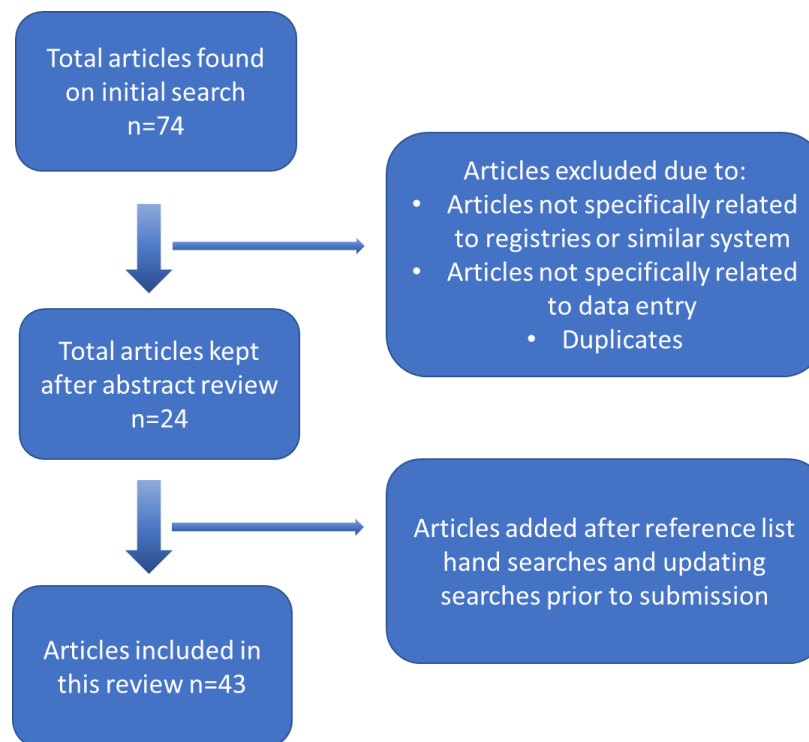 Total articles found
on initial search
n=74
Articles excluded due to:
• Articles not specifically related
to registries or similar system
• Articles not specifically related
to data entry
• Duplicates
Total articles kept
after abstract review
n=24
Articles added after reference list
hand searches and updating
searches prior to submission
Articles included in
this review n=43